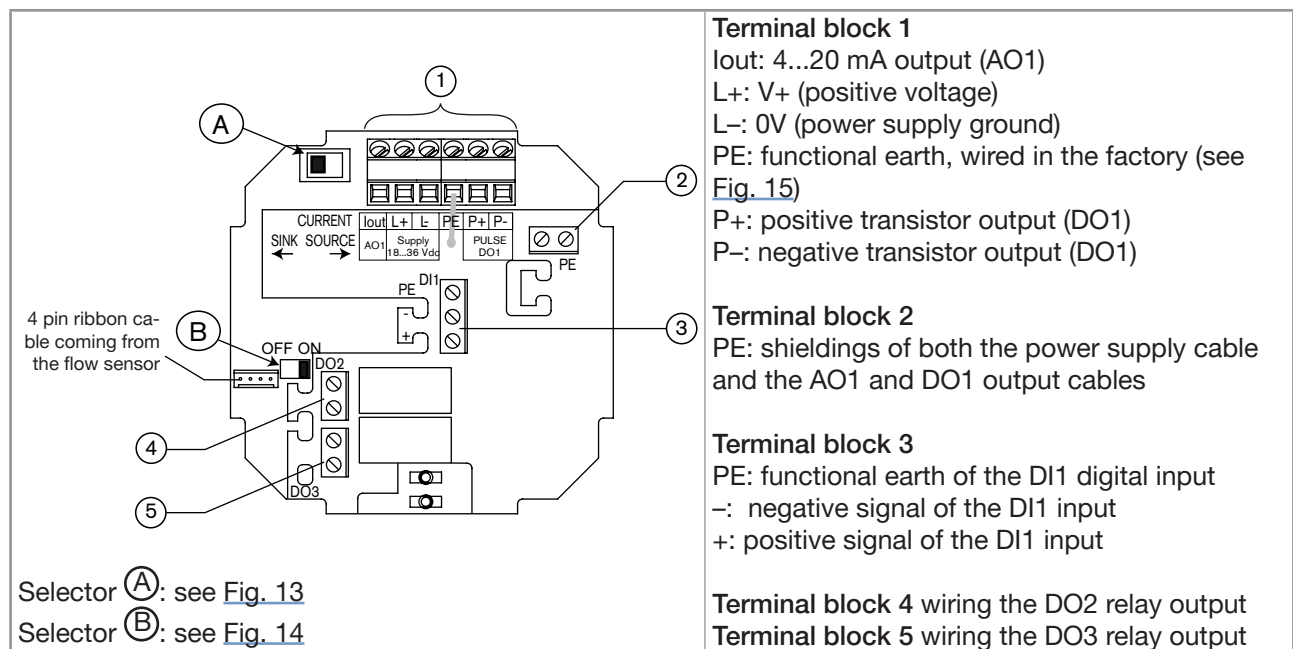 1
A
2
CURRENT
SINK SOURCE
Iout L+ L- PE P+ P-
AO1 Supply 18...36 Vdc PULSE DO1
PE
DI1
PE
-
+
3
4 pin ribbon ca-
ble coming from
the flow sensor
B
OFF ON
DO2
4
5
DO3
Selector A: see Fig. 13
Selector B: see Fig. 14
Terminal block 1
Iout: 4...20 mA output (AO1)
L+: V+ (positive voltage)
L–: 0V (power supply ground)
PE: functional earth, wired in the factory (see
Fig. 15)
P+: positive transistor output (DO1)
P–: negative transistor output (DO1)
Terminal block 2
PE: shieldings of both the power supply cable
and the AO1 and DO1 output cables
Terminal block 3
PE: functional earth of the DI1 digital input
–: negative signal of the DI1 input
+: positive signal of the DI1 input
Terminal block 4 wiring the DO2 relay output
Terminal block 5 wiring the DO3 relay output